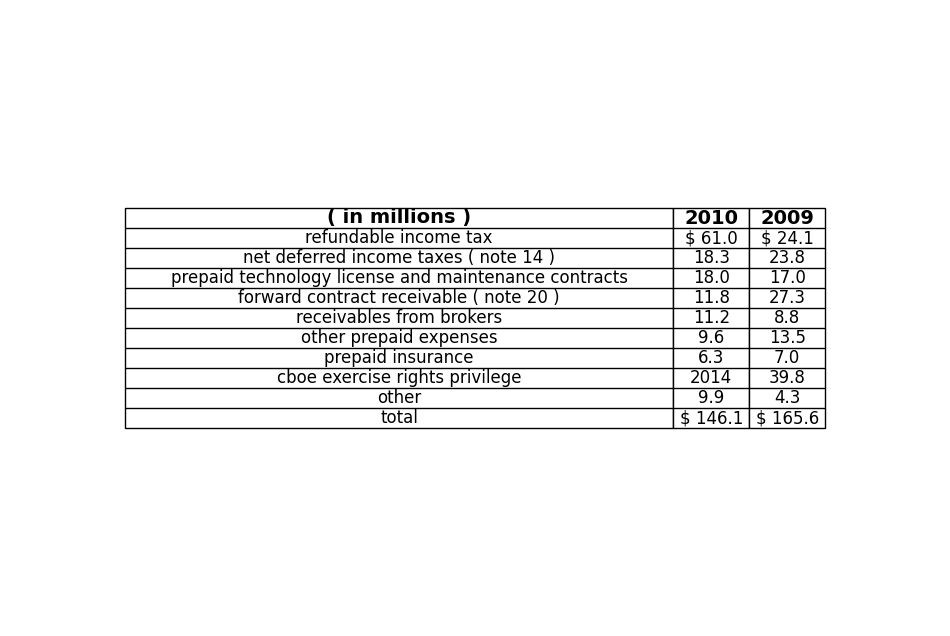 ( in millions ) 2010 2009
refundable income tax $ 61.0 $ 24.1
net deferred income taxes ( note 14 ) 18.3 23.8
prepaid technology license and maintenance contracts 18.0 17.0
forward contract receivable ( note 20 ) 11.8 27.3
receivables from brokers 11.2 8.8
other prepaid expenses 9.6 13.5
prepaid insurance 6.3 7.0
cboe exercise rights privilege 2014 39.8
other 9.9 4.3
total $ 146.1 $ 165.6